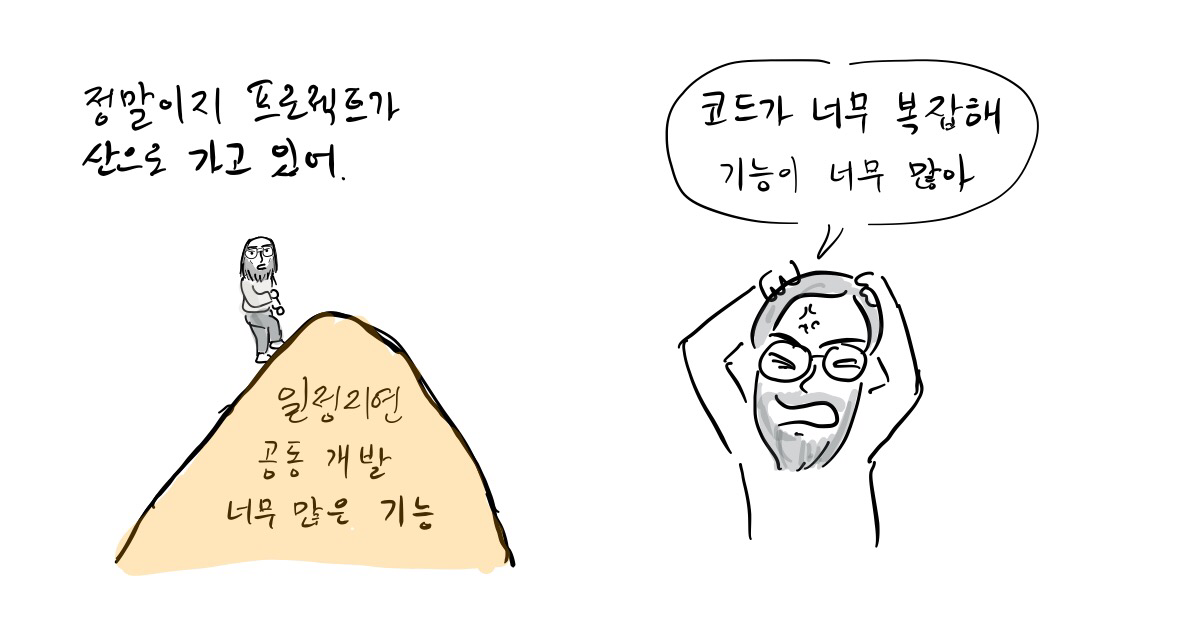 정말이지 프로젝트가
산으로 가고 있어.
일렁리연
공동 개발
너무 많은 기능
코드가 너무 복잡해
기능이 너무 많아